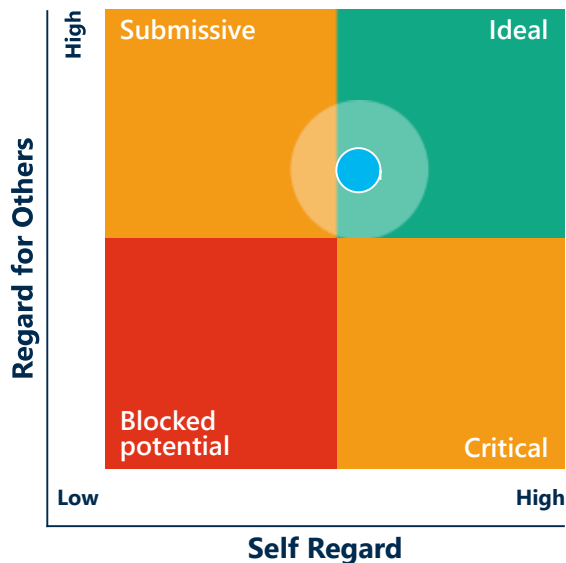 High
Submissive
Ideal
Regard for Others
Blocked
potential
Critical
Low
High
Self Regard